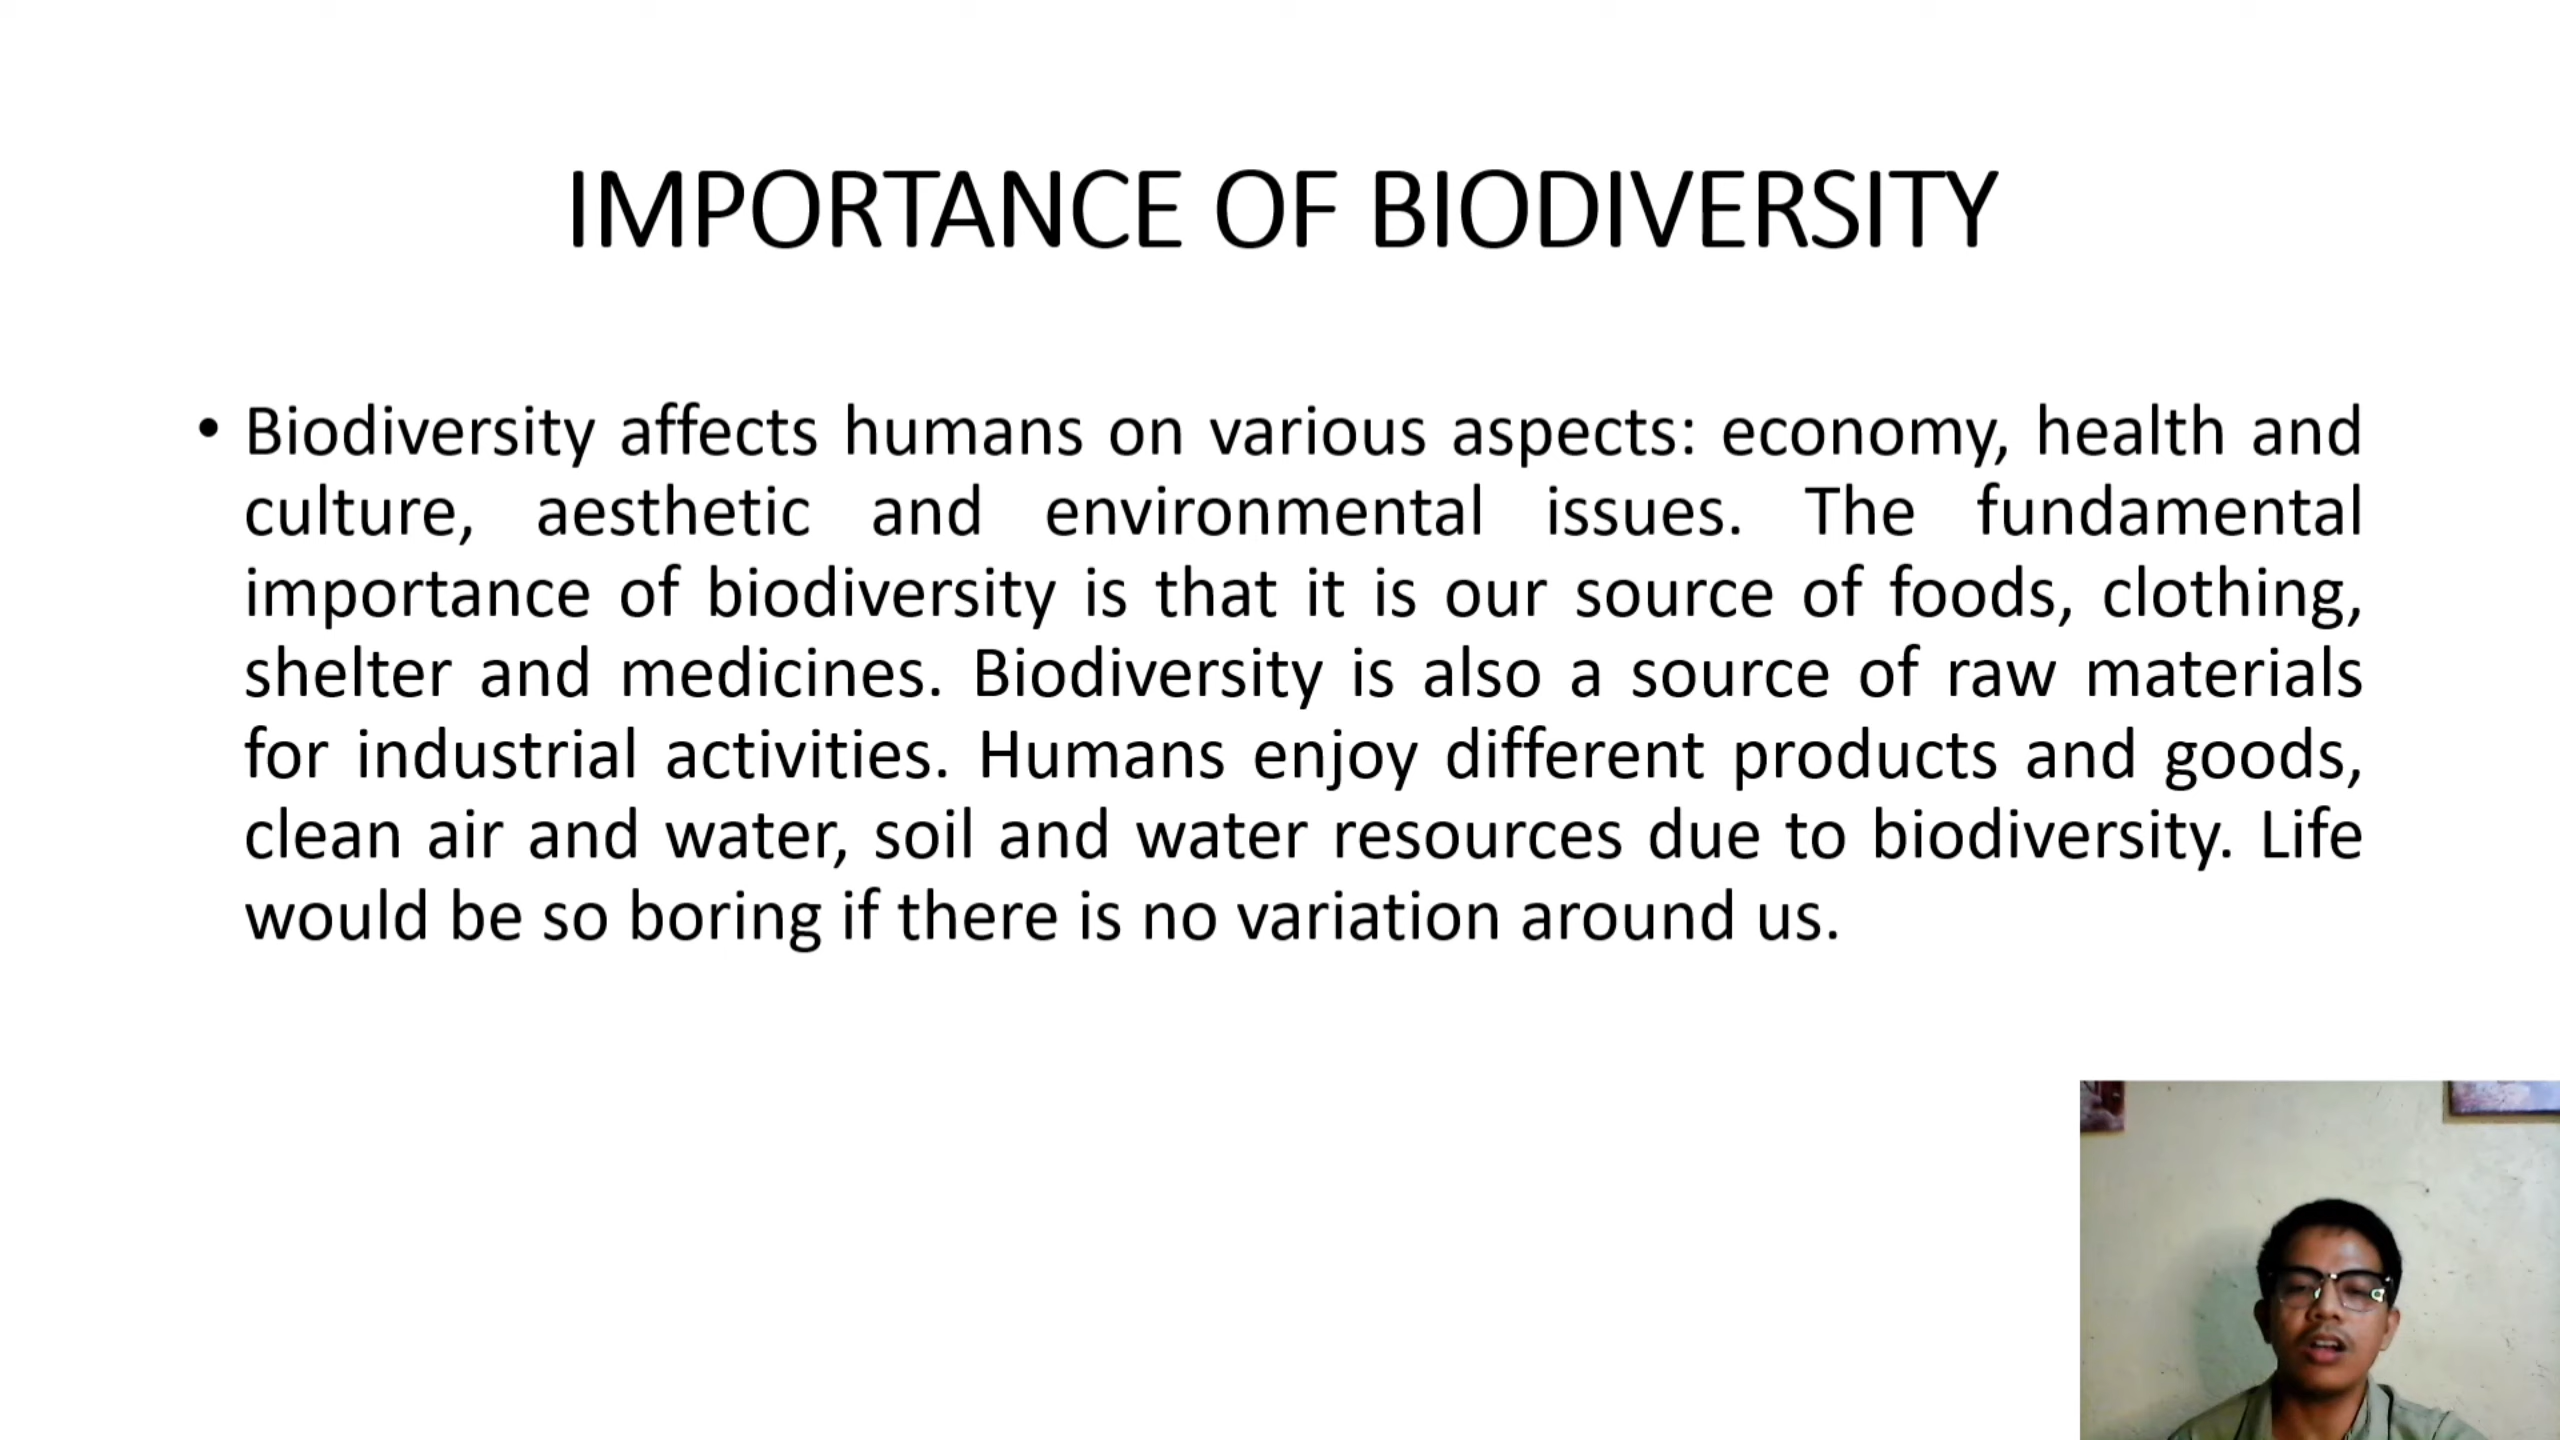 IMPORTANCE OF BIODIVERSITY
• Biodiversity affects humans on various aspects: economy, health and
culture, aesthetic and environmental issues. The fundamental
importance of biodiversity is that it is our source of foods, clothing,
shelter and medicines. Biodiversity is also a source of raw materials
for industrial activities. Humans enjoy different products and goods,
clean air and water, soil and water resources due to biodiversity. Life
would be so boring if there is no variation around us.